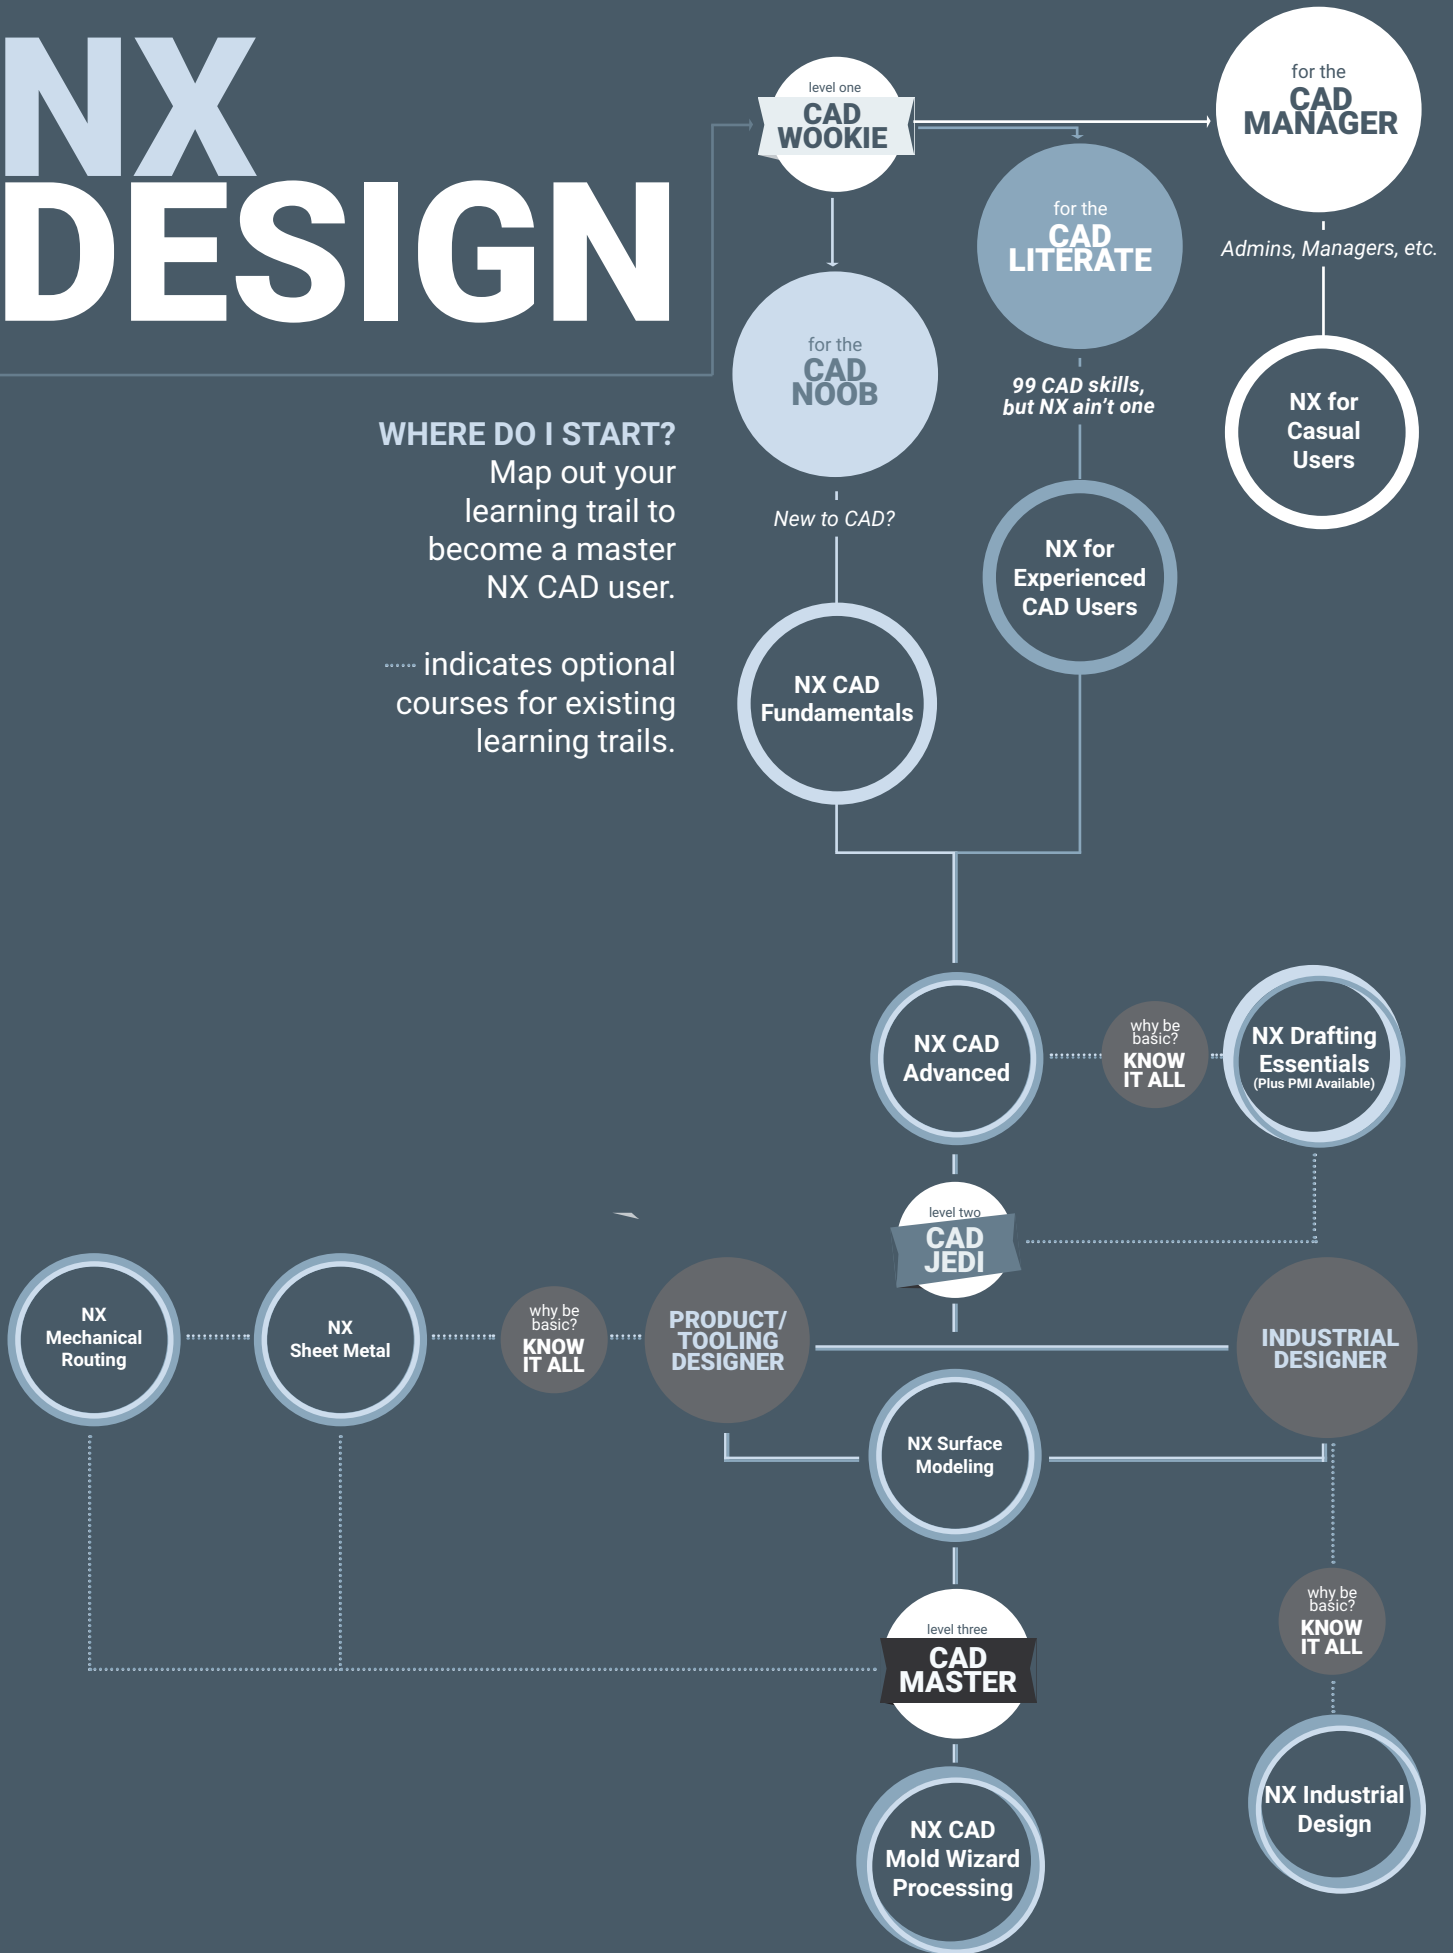 NX
DESIGN
level one
CAD
WOOKIE
for the
CAD
MANAGER
for the
CAD
LITERATE
Admins, Managers, etc.
for the
CAD
NOOB
99 CAD skills,
but NX ain't one
NX for
Casual
Users
WHERE DO I START?
Map out your
learning trail to
become a master
NX CAD user.
indicates optional
courses for existing
learning trails.
New to CAD?
NX for
Experienced
CAD Users
NX CAD
Fundamentals
NX CAD
Advanced
why be
basic?
KNOW
IT ALL
NX Drafting
Essentials
(Plus PMI Available)
level two
CAD
JEDI
NX
Mechanical
Routing
NX
Sheet Metal
why be
basic?
KNOW
IT ALL
PRODUCT/
TOOLING
DESIGNER
INDUSTRIAL
DESIGNER
NX Surface
Modeling
why be
basic?
KNOW
IT ALL
level three
CAD
MASTER
NX Industrial
Design
NX CAD
Mold Wizard
Processing